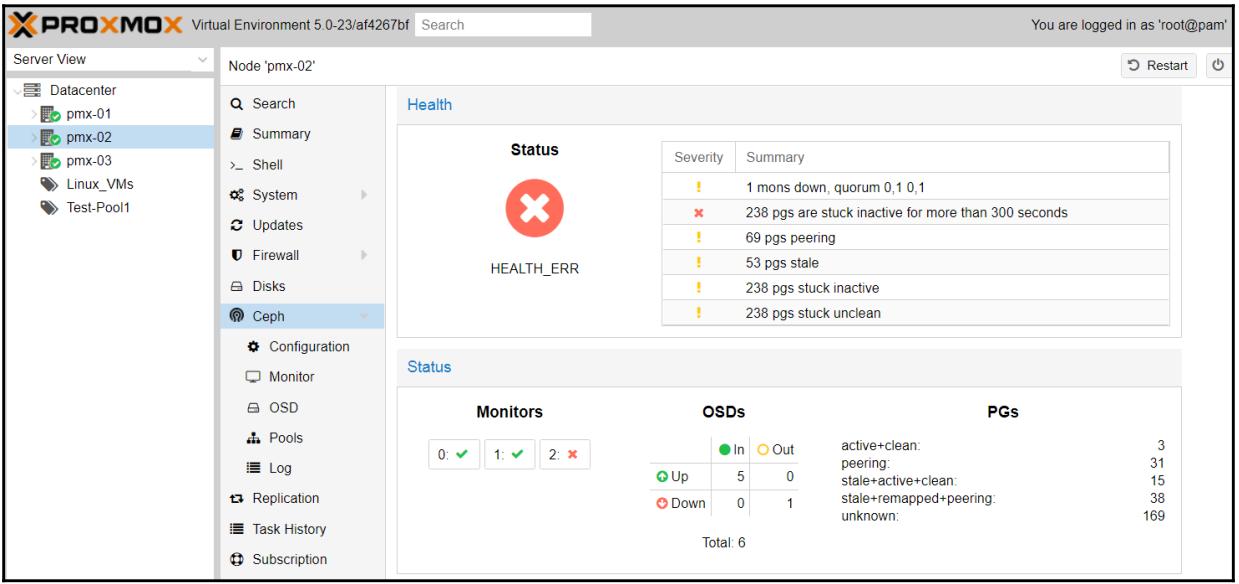 PROXMOX Virtual Environment 5.0-23/af4267bf Search You are logged in as 'root@pam'
Server View
Datacenter
pmx-01
pmx-02
pmx-03
Linux_VMs
Test-Pool1
Node 'pmx-02' Restart
Search
Summary
>_ Shell
System
Updates
Firewall
Disks
Ceph
Configuration
Monitor
OSD
Pools
Log
Replication
Task History
Subscription
Health
Status
HEALTH_ERR
Severity Summary
! 1 mons down, quorum 0,1 0,1
238 pgs are stuck inactive for more than 300 seconds
! 69 pgs peering
! 53 pgs stale
! 238 pgs stuck inactive
! 238 pgs stuck unclean
Status
Monitors
0: 1: 2:
OSDs
In Out
Up 5 0
Down 0 1
Total: 6
PGs
active+clean: 3
peering: 31
stale+active+clean: 15
stale+remapped+peering: 38
unknown: 169